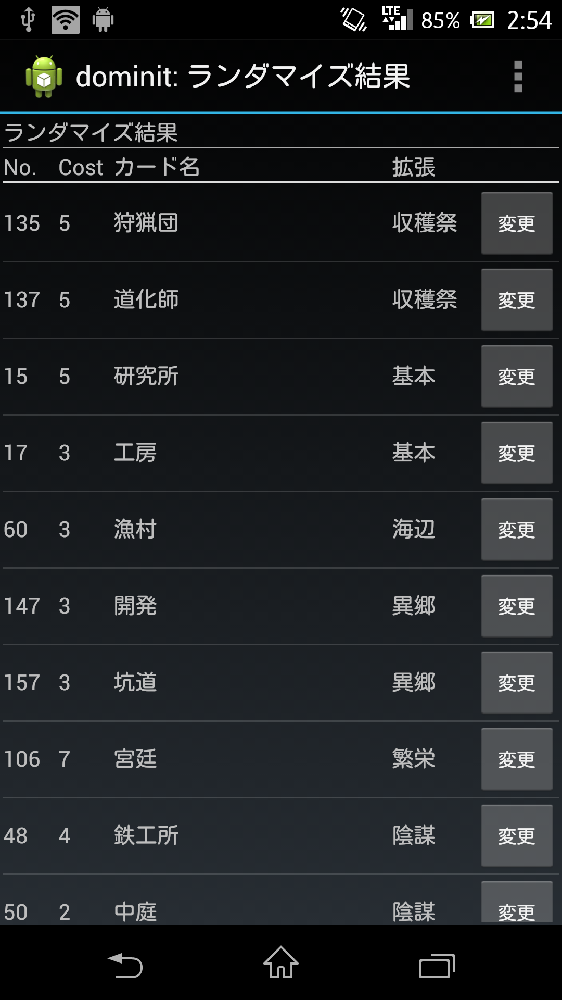 LTE 85% 2:54
dominit: ランダマイズ結果
ランダマイズ結果
No. Cost カード名 拡張
135 5 狩猟団 収穫祭 変更
137 5 道化師 収穫祭 変更
15 5 研究所 基本 変更
17 3 工房 基本 変更
60 3 漁村 海辺 変更
147 3 開発 異郷 変更
157 3 坑道 異郷 変更
106 7 宮廷 繁栄 変更
48 4 鉄工所 陰謀 変更
50 2 中庭 陰謀 変更